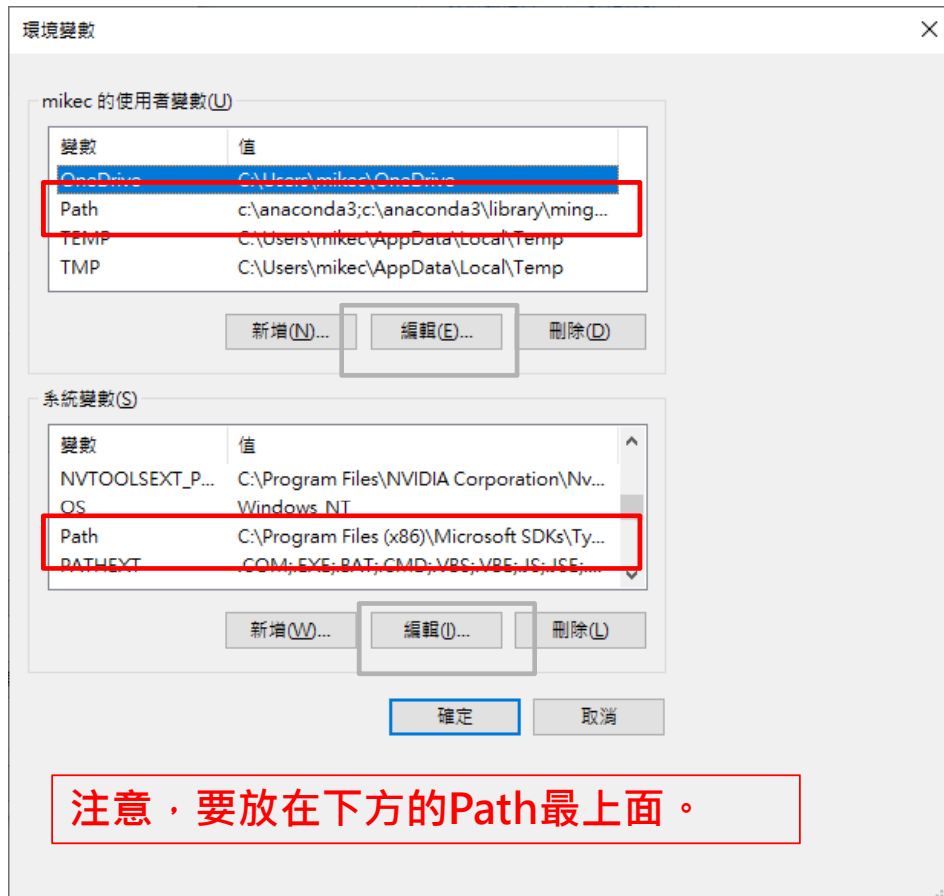 環境變數
mikec 的使用者變數(U)
變數 值
OneDrive C:\Users\mikec\OneDrive
Path c:\anaconda3;c:\anaconda3\library\ming...
TEMP C:\Users\mikec\AppData\Local\Temp
TMP C:\Users\mikec\AppData\Local\Temp
新增(N)... 編輯(E)... 刪除(D)
系統變數(S)
變數 值
NVTOOLSEXT_P... C:\Program Files\NVIDIA Corporation\Nv...
OS Windows_NT
Path C:\Program Files (x86)\Microsoft SDKs\Ty...
PATHEXT .COM;.EXE;.BAT;.CMD;.VBS;.VBE;.JS;.JSE;....
新增(W)... 編輯(I)... 刪除(L)
確定 取消
注意，要放在下方的Path最上面。